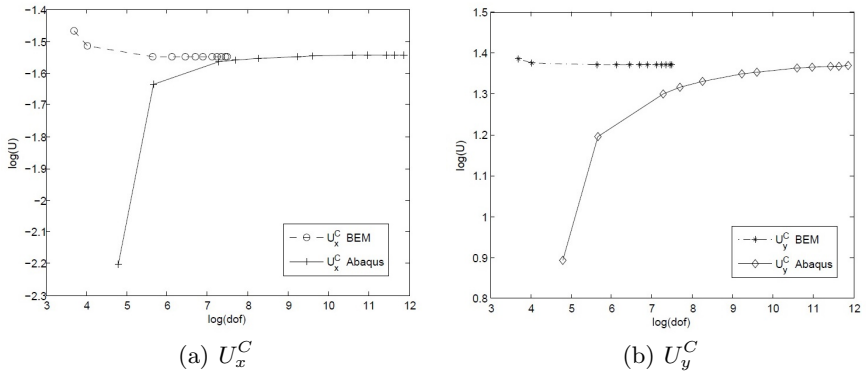 −1.4
−1.5
−1.6
−1.7
−1.8
−1.9
−2
−2.1
−2.2
−2.3
log(U)
3 4 5 6 7 8 9 10 11 12
log(dof)
U_x^C BEM
U_x^C Abaqus
(a) U_x^C
1.5
1.4
1.3
1.2
1.1
1
0.9
0.8
log(U)
3 4 5 6 7 8 9 10 11 12
log(dof)
U_y^C BEM
U_y^C Abaqus
(b) U_y^C